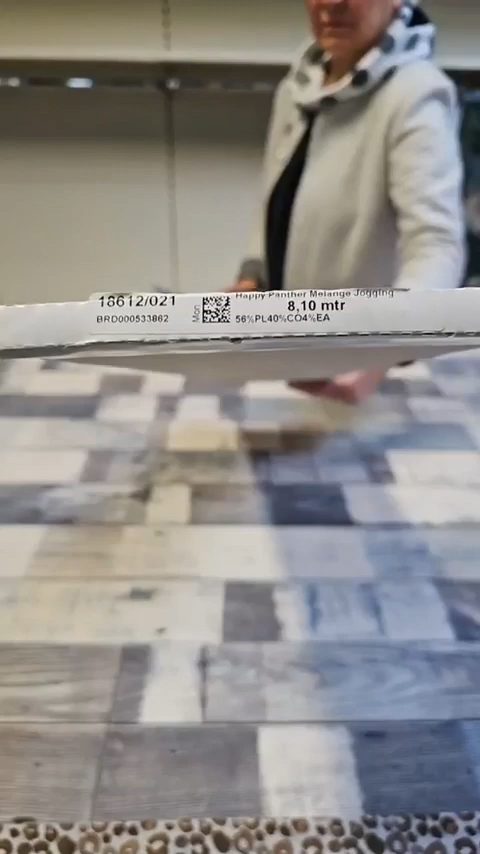 18612/021
BRD000533862
Happy Panther Melange Jogging
8,10 mtr
56%PL40%CO4%EA